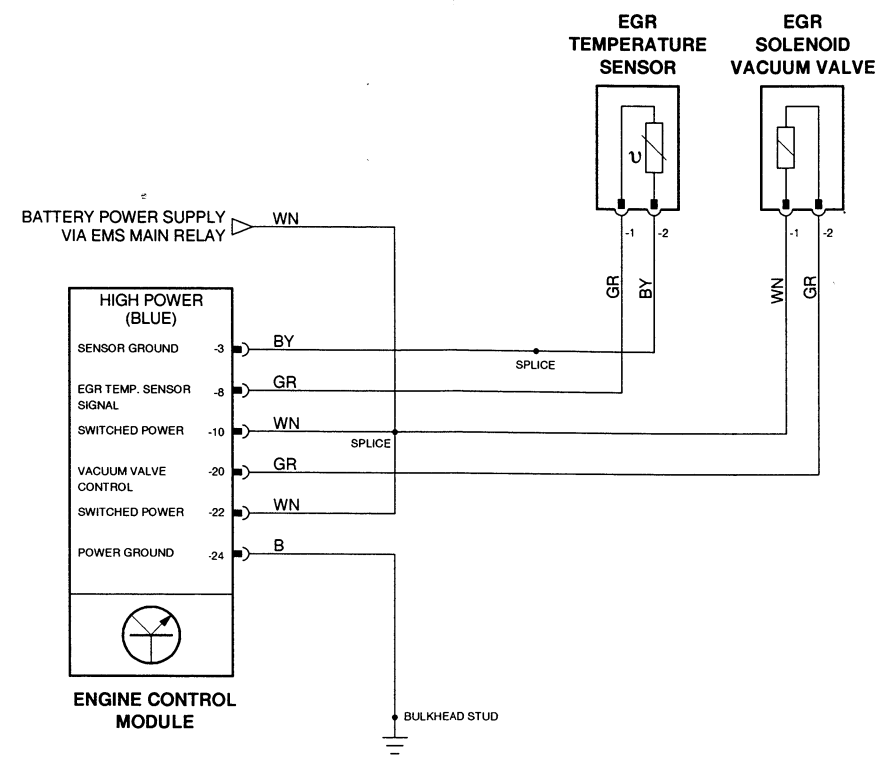 EGR
TEMPERATURE
SENSOR
EGR
SOLENOID
VACUUM VALVE
υ
-1
-2
-1
-2
GR
BY
WN
GR
BATTERY POWER SUPPLY
VIA EMS MAIN RELAY
WN
HIGH POWER
(BLUE)
SENSOR GROUND -3
BY
SPLICE
EGR TEMP. SENSOR
SIGNAL
-8
GR
SWITCHED POWER -10
WN
SPLICE
VACUUM VALVE
CONTROL
-20
GR
SWITCHED POWER -22
WN
POWER GROUND -24
B
BULKHEAD STUD
ENGINE CONTROL
MODULE